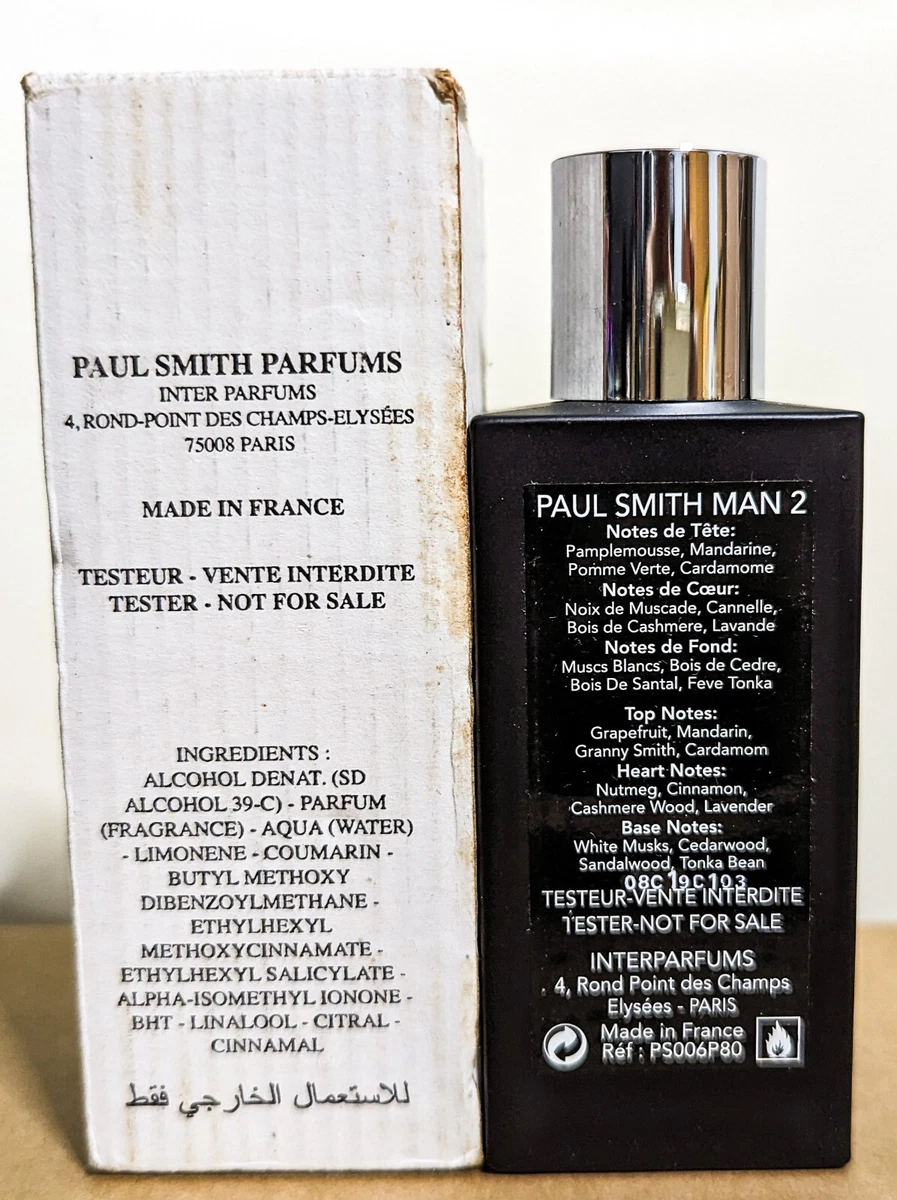 PAUL SMITH PARFUMS
INTER PARFUMS
4, ROND-POINT DES CHAMPS-ELYSÉES
75008 PARIS
MADE IN FRANCE
TESTEUR - VENTE INTERDITE
TESTER - NOT FOR SALE
INGREDIENTS :
ALCOHOL DENAT. (SD
ALCOHOL 39-C) - PARFUM
(FRAGRANCE) - AQUA (WATER)
- LIMONENE - COUMARIN -
BUTYL METHOXY
DIBENZOYLMETHANE -
ETHYLHEXYL
METHOXYCINNAMATE -
ETHYLHEXYL SALICYLATE -
ALPHA-ISOMETHYL IONONE -
BHT - LINALOOL - CITRAL -
CINNAMAL
للاستعمال الخارجي فقط
PAUL SMITH MAN 2
Notes de Tête:
Pamplemousse, Mandarine,
Pomme Verte, Cardamome
Notes de Cœur:
Noix de Muscade, Cannelle,
Bois de Cashmere, Lavande
Notes de Fond:
Muscs Blancs, Bois de Cedre,
Bois De Santal, Feve Tonka
Top Notes:
Grapefruit, Mandarin,
Granny Smith, Cardamom
Heart Notes:
Nutmeg, Cinnamon,
Cashmere Wood, Lavender
Base Notes:
White Musks, Cedarwood,
Sandalwood, Tonka Bean
08C19C103
TESTEUR-VENTE INTERDITE
TESTER-NOT FOR SALE
INTERPARFUMS
4, Rond Point des Champs
Elysées - PARIS
Made in France
Réf : PS006P80